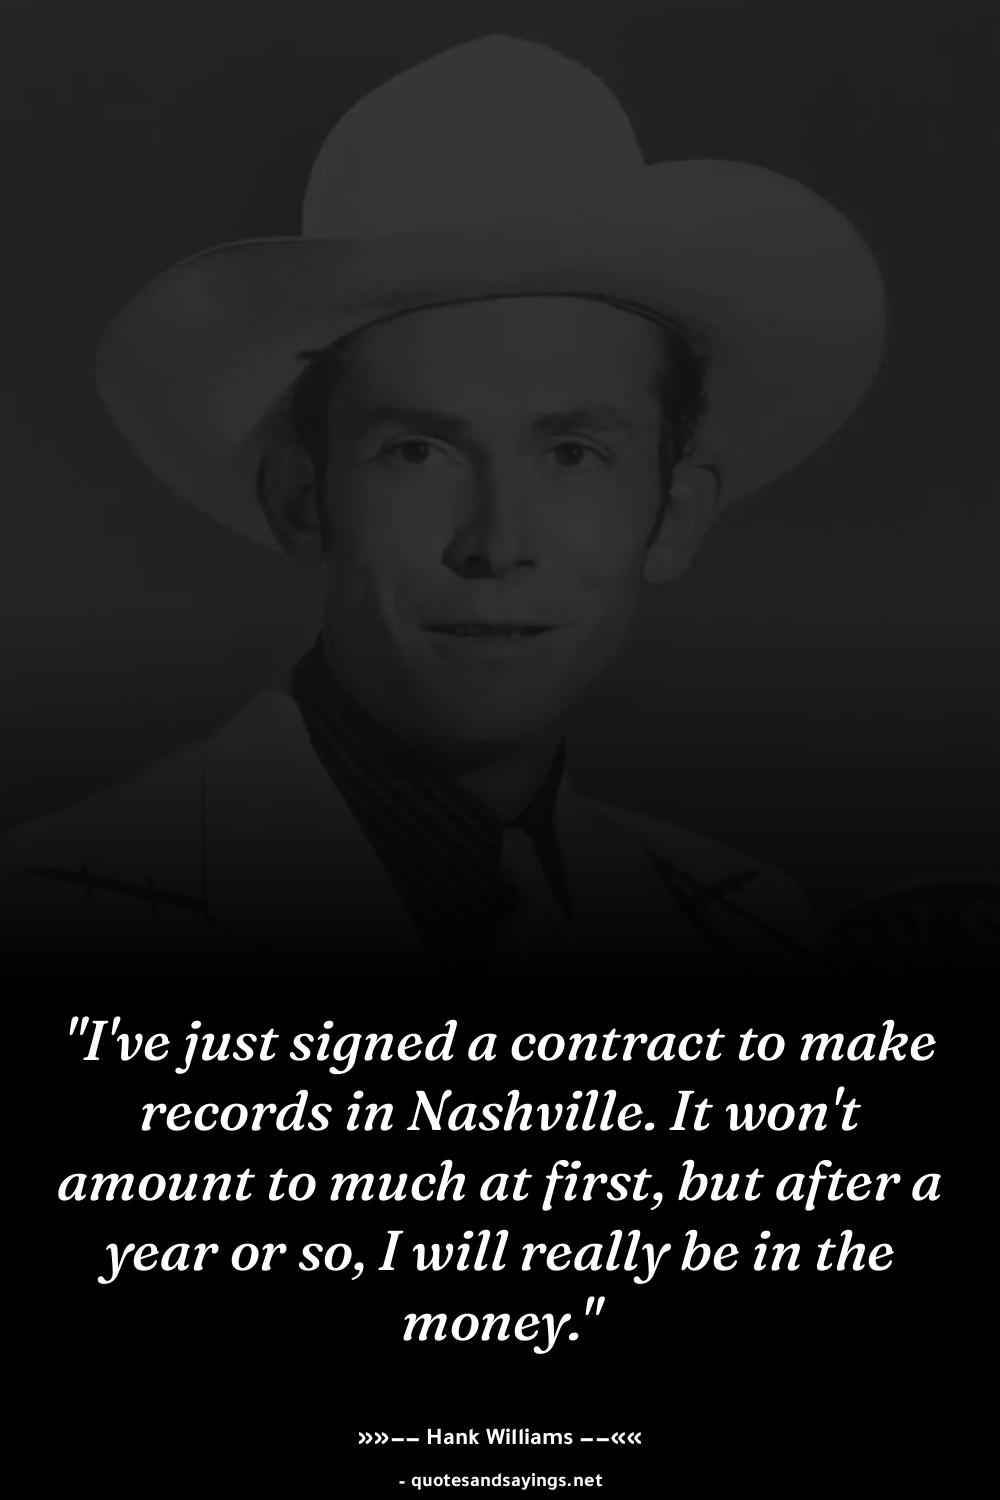 W S
"I've just signed a contract to make
records in Nashville. It won't
amount to much at first, but after a
year or so, I will really be in the
money."
»»−− Hank Williams −−««
- quotesandsayings.net